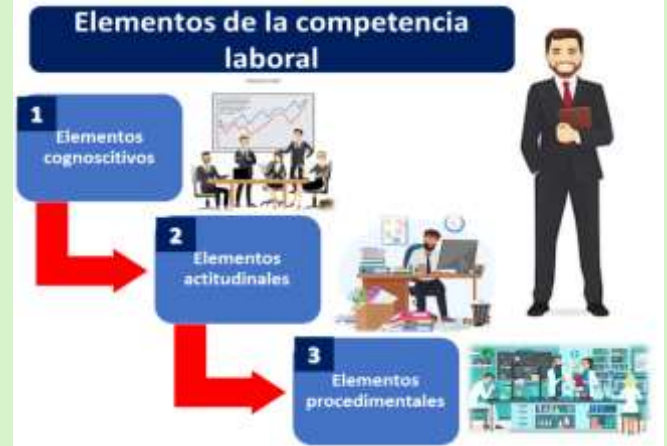 Elementos de la competencia
laboral
1
Elementos
cognoscitivos
2
Elementos
actitudinales
3
Elementos
procedimentales